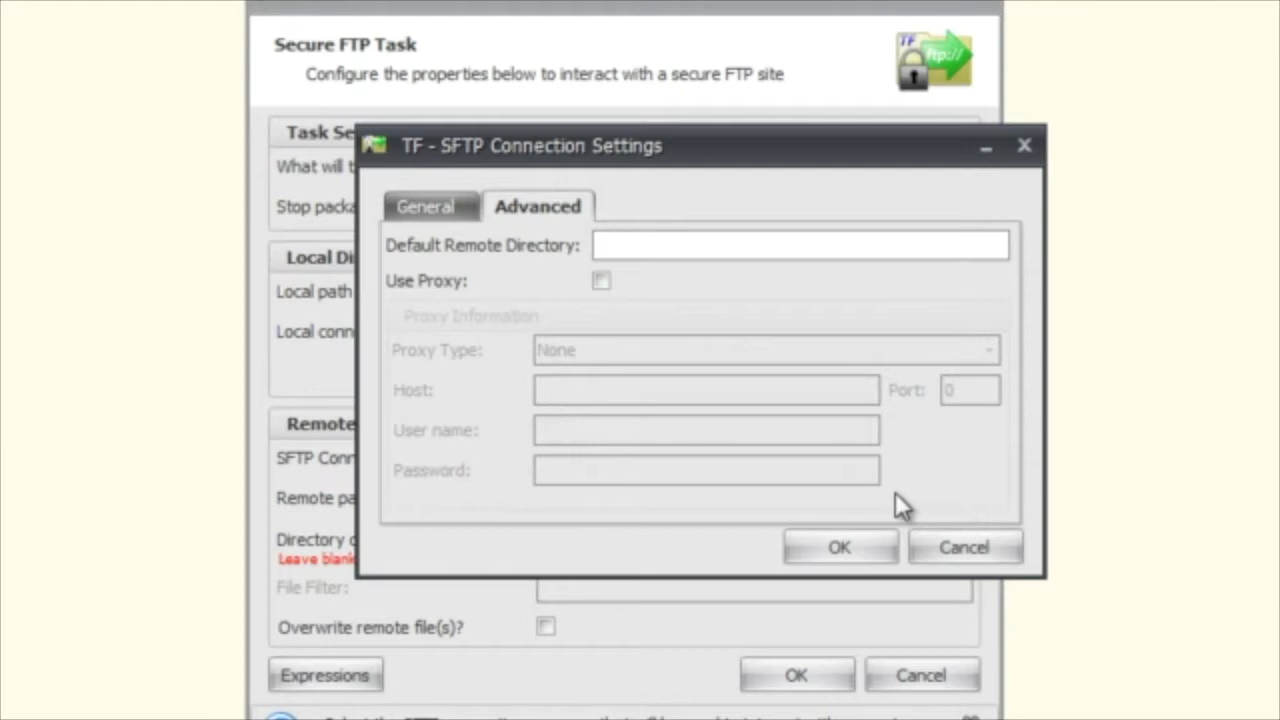 Secure FTP Task
Configure the properties below to interact with a secure FTP site
TF
ftp://
Task Se
TF - SFTP Connection Settings
What will t
General
Advanced
Stop packa
Default Remote Directory:
Local Di
Use Proxy:
Local path
Proxy Information
Local conn
Proxy Type:
None
Host:
Port:
0
Remote
User name:
SFTP Conn
Password:
Remote pa
Directory c
OK
Cancel
Leave blank
File Filter:
Overwrite remote file(s)?
Expressions
OK
Cancel